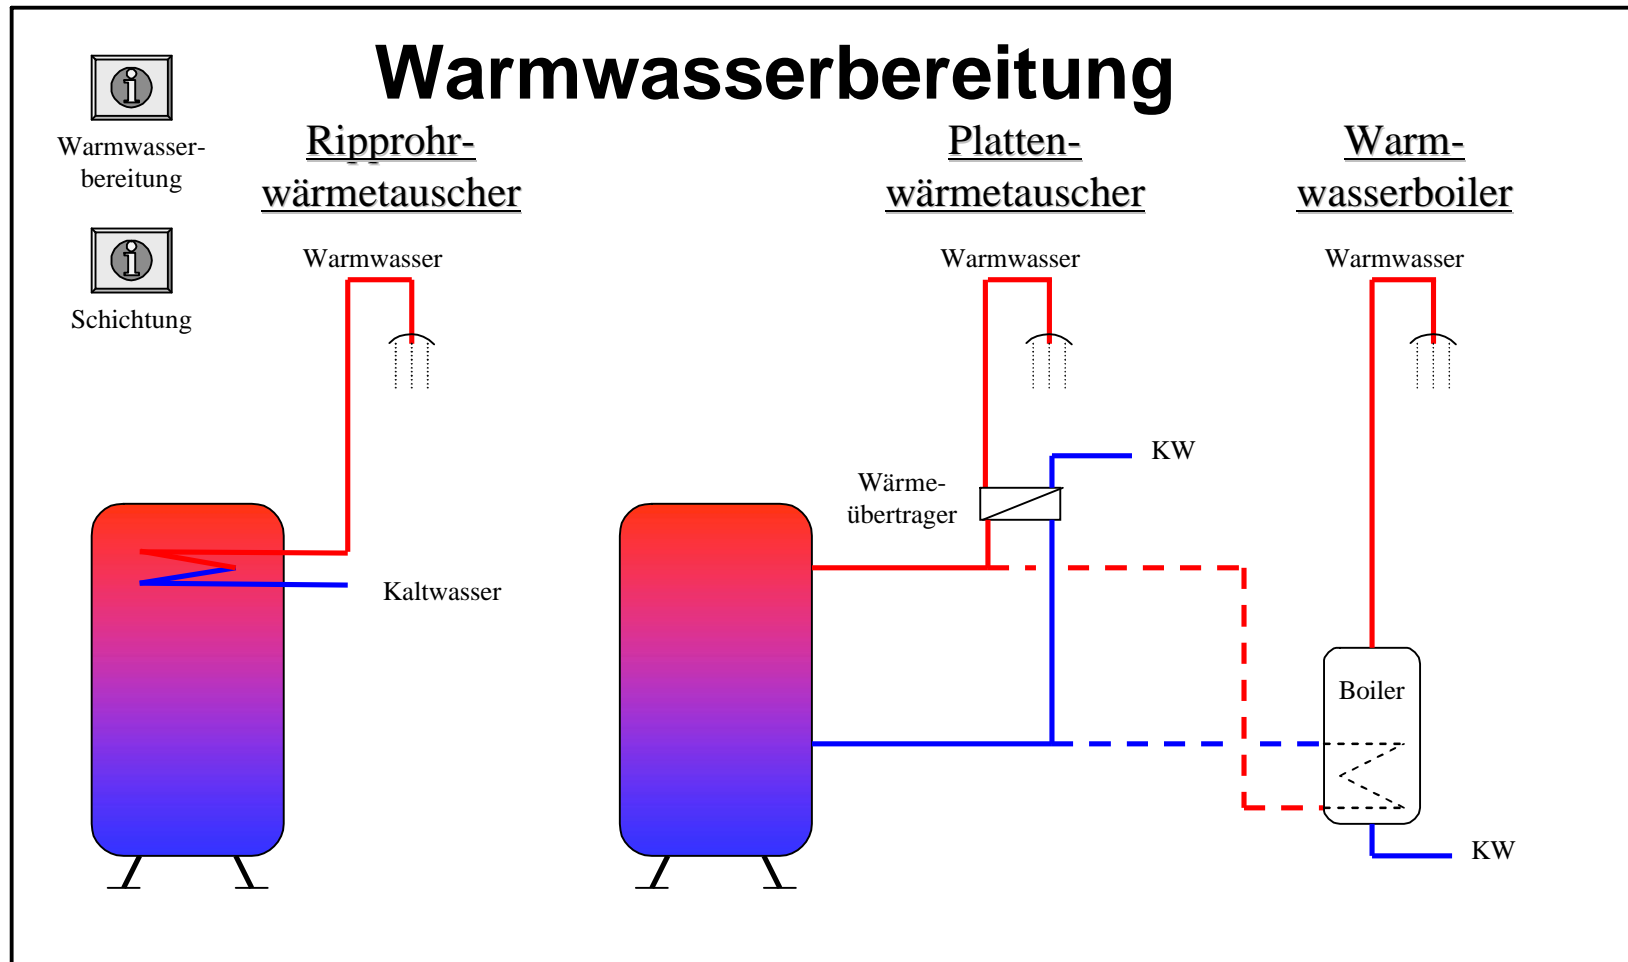 Warmwasserbereitung
Warmwasser-
bereitung
Schichtung
Ripprohr-
wärmetauscher
Warmwasser
Kaltwasser
Platten-
wärmetauscher
Warmwasser
KW
Wärme-
übertrager
Warm-
wasserboiler
Warmwasser
Boiler
KW